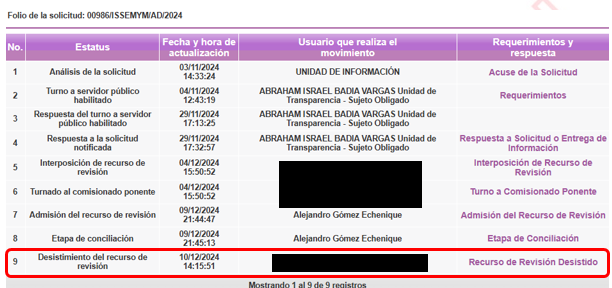 Folio de la solicitud: 00986/ISSEMYM/AD/2024
No. Estatus Fecha y hora de actualización Usuario que realiza el movimiento Requerimientos y respuesta
1 Análisis de la solicitud 03/11/2024 14:33:24 UNIDAD DE INFORMACIÓN Acuse de la Solicitud
2 Turno a servidor público habilitado 04/11/2024 12:43:19 ABRAHAM ISRAEL BADIA VARGAS Unidad de Transparencia - Sujeto Obligado Requerimientos
3 Respuesta del turno a servidor público habilitado 29/11/2024 17:13:25 ABRAHAM ISRAEL BADIA VARGAS Unidad de Transparencia - Sujeto Obligado
4 Respuesta a la solicitud notificada 29/11/2024 17:32:57 ABRAHAM ISRAEL BADIA VARGAS Unidad de Transparencia - Sujeto Obligado Respuesta a Solicitud o Entrega de Información
5 Interposición de recurso de revisión 04/12/2024 15:50:52 Interposición de Recurso de Revisión
6 Turnado al comisionado ponente 04/12/2024 15:50:52 Turno a Comisionado Ponente
7 Admisión del recurso de revisión 09/12/2024 21:44:47 Alejandro Gómez Echenique Admisión del Recurso de Revisión
8 Etapa de conciliación 09/12/2024 21:45:13 Alejandro Gómez Echenique Etapa de Conciliación
9 Desistimiento del recurso de revisión 10/12/2024 14:15:51 Recurso de Revisión Desistido
Mostrando 1 al 9 de 9 registros